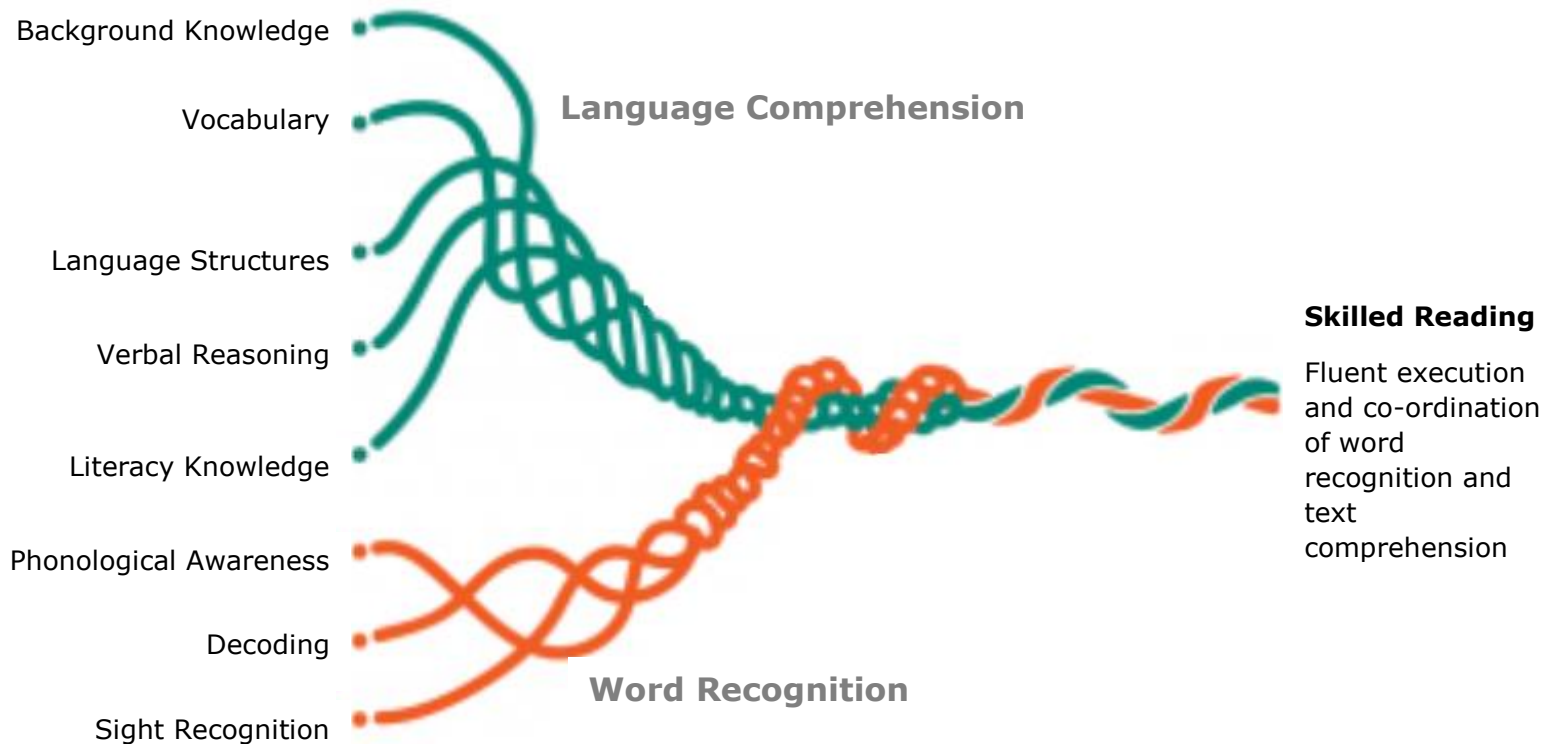 Background Knowledge
Vocabulary
Language Structures
Verbal Reasoning
Literacy Knowledge
Phonological Awareness
Decoding
Sight Recognition
Language Comprehension
Word Recognition
Skilled Reading
Fluent execution
and co-ordination
of word
recognition and
text
comprehension